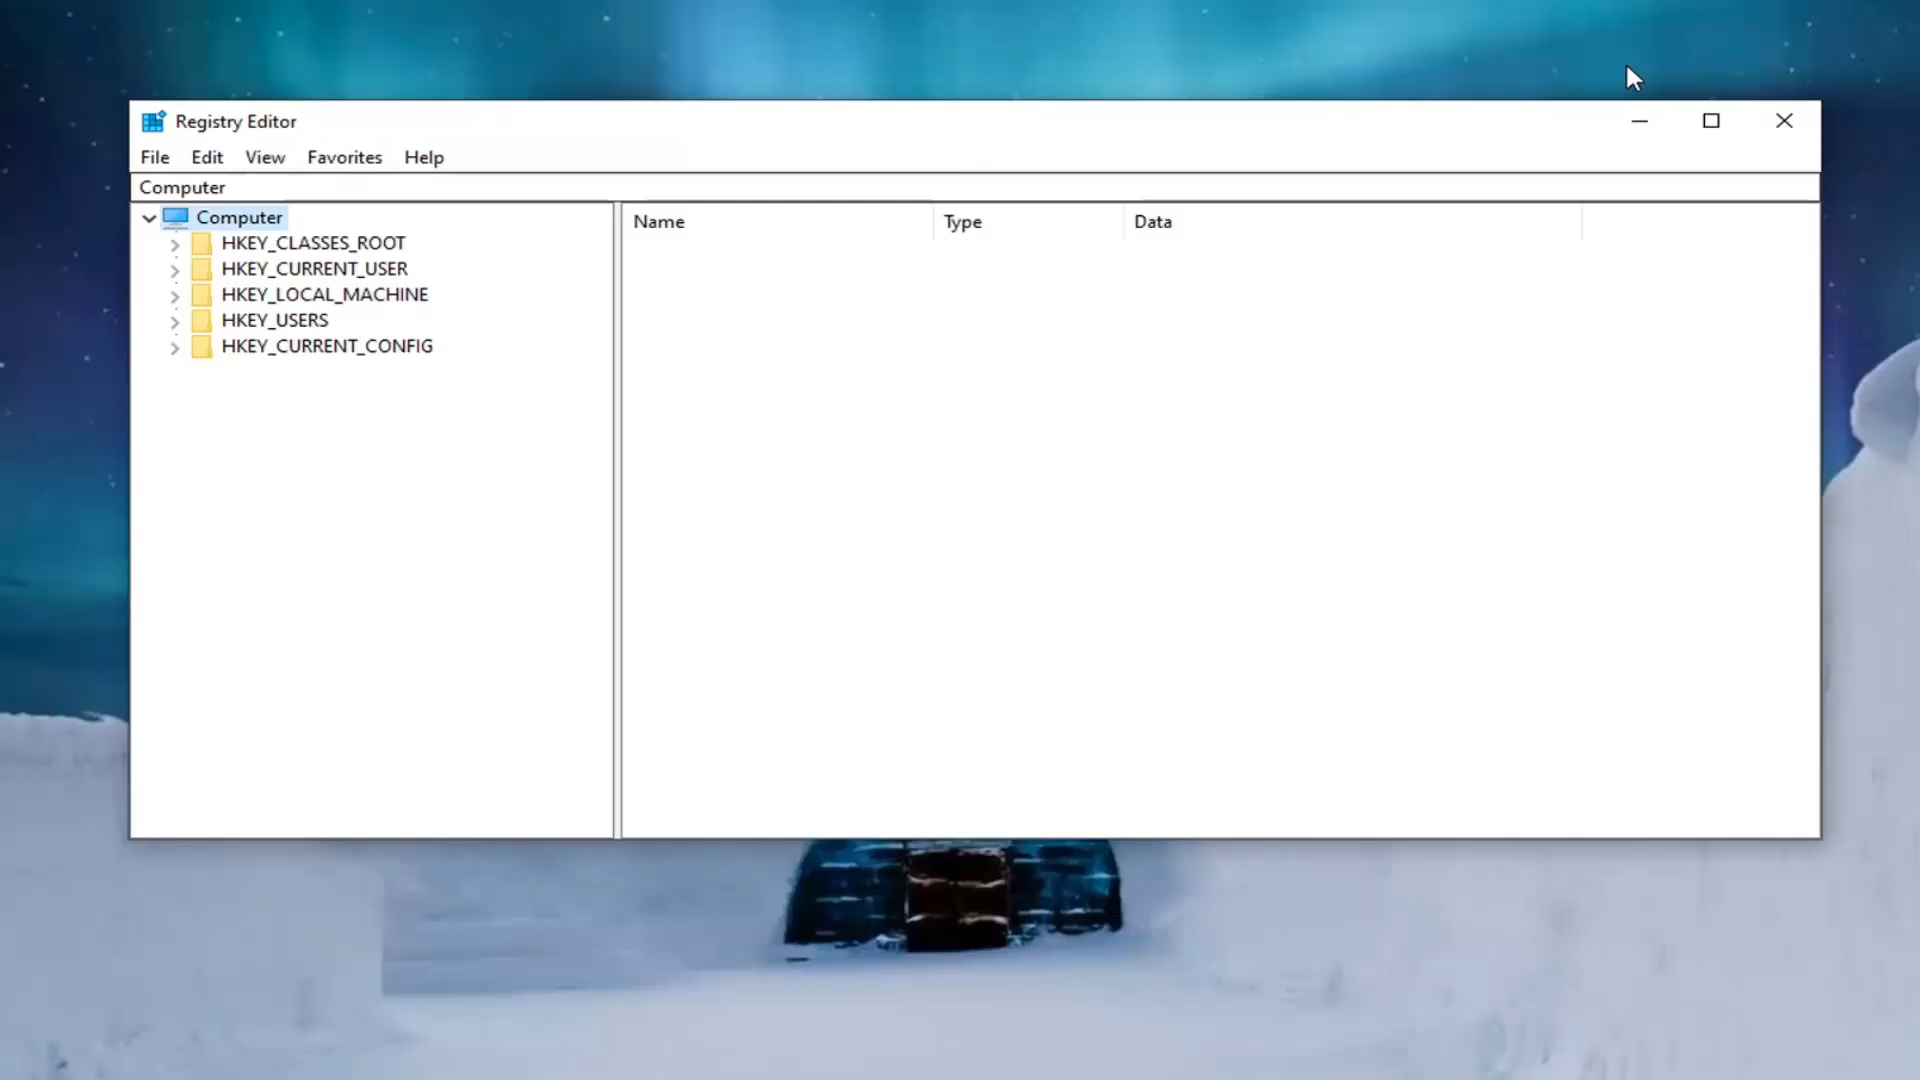 Registry Editor
File Edit View Favorites Help
Computer
Computer
Name Type Data
HKEY_CLASSES_ROOT
HKEY_CURRENT_USER
HKEY_LOCAL_MACHINE
HKEY_USERS
HKEY_CURRENT_CONFIG